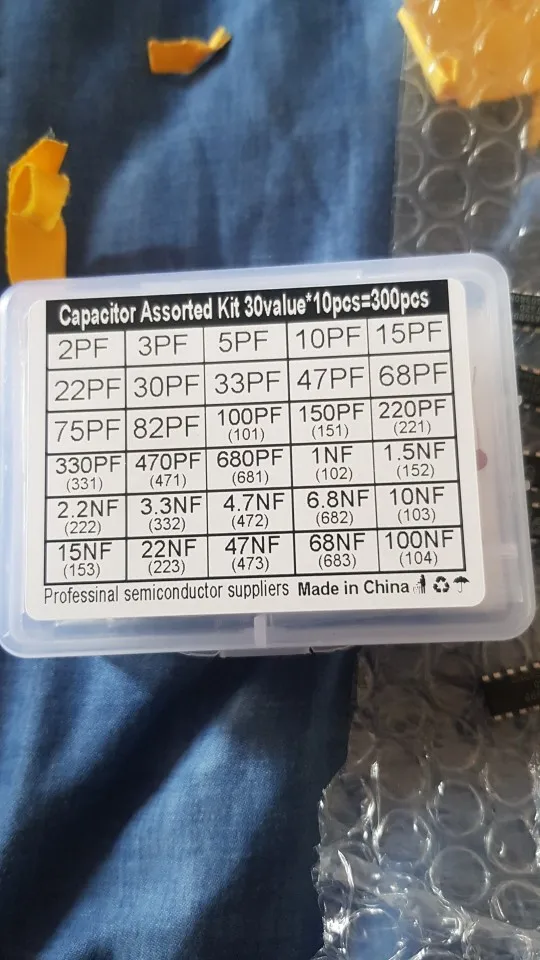 Capacitor Assorted Kit 30value*10pcs=300pcs
2PF 3PF 5PF 10PF 15PF
22PF 30PF 33PF 47PF 68PF
75PF 82PF 100PF 150PF 220PF
(101) (151) (221)
330PF 470PF 680PF 1NF 1.5NF
(331) (471) (681) (102) (152)
2.2NF 3.3NF 4.7NF 6.8NF 10NF
(222) (332) (472) (682) (103)
15NF 22NF 47NF 68NF 100NF
(153) (223) (473) (683) (104)
Professinal semiconductor suppliers Made in China